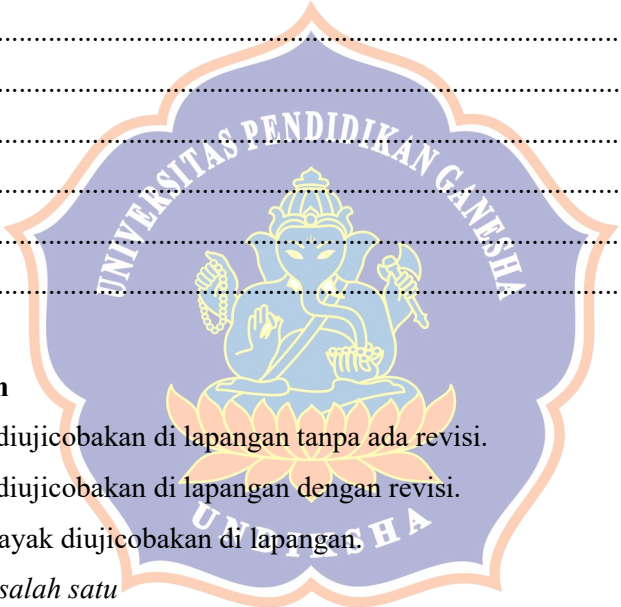 UNIVERSITAS PENDIDIKAN GANESHA
diujicobakan di lapangan tanpa ada revisi.
diujicobakan di lapangan dengan revisi.
ayak diujicobakan di lapangan.
UNDIKSHA
salah satu